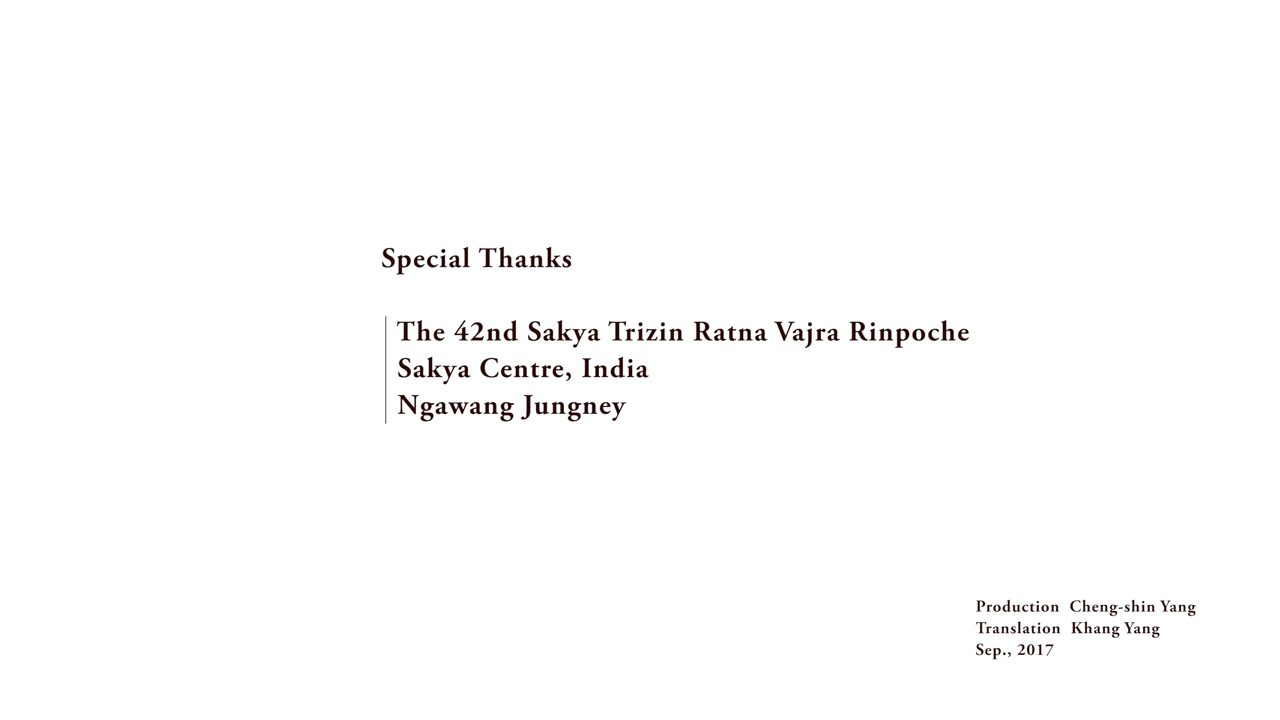 Special Thanks
The 42nd Sakya Trizin Ratna Vajra Rinpoche
Sakya Centre, India
Ngawang Jungney
Production Cheng-shin Yang
Translation Khang Yang
Sep., 2017